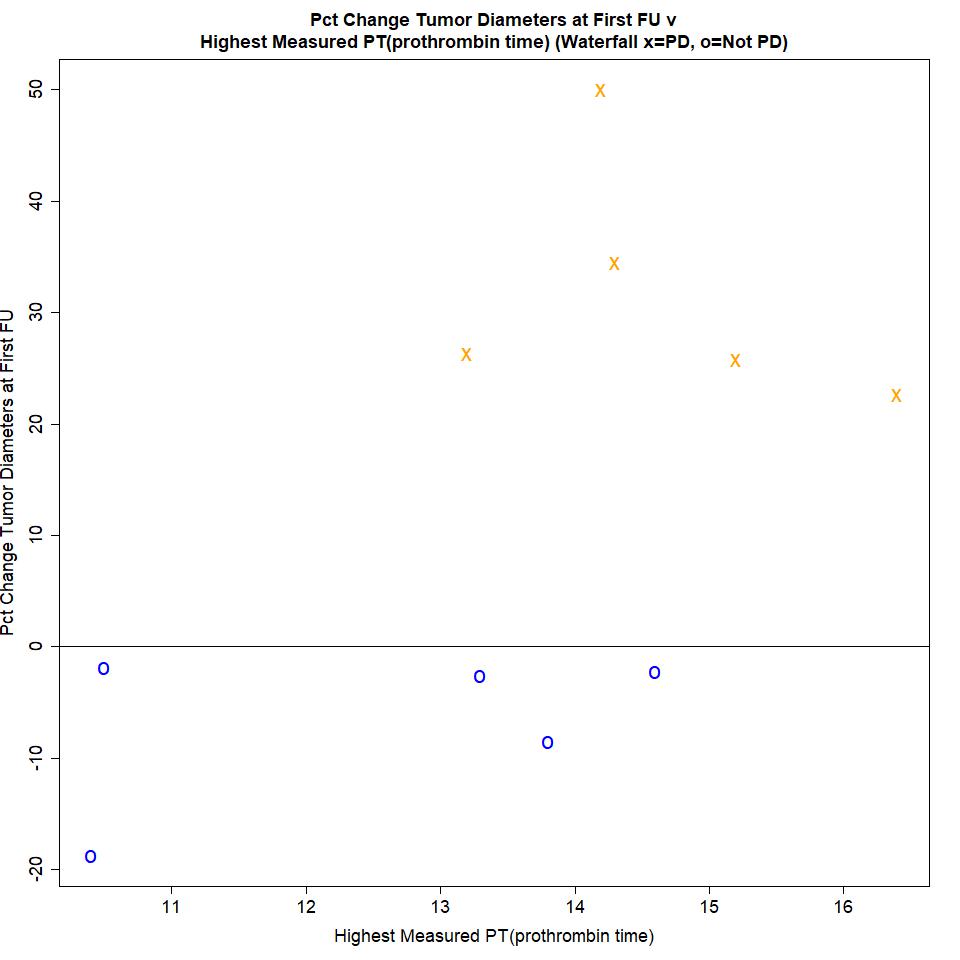 Pct Change Tumor Diameters at First FU v
Highest Measured PT(prothrombin time) (Waterfall x=PD, o=Not PD)
Pct Change Tumor Diameters at First FU
50
40
30
20
10
0
-10
-20
X
X
X
X
X
O
O
O
O
O
11 12 13 14 15 16
Highest Measured PT(prothrombin time)